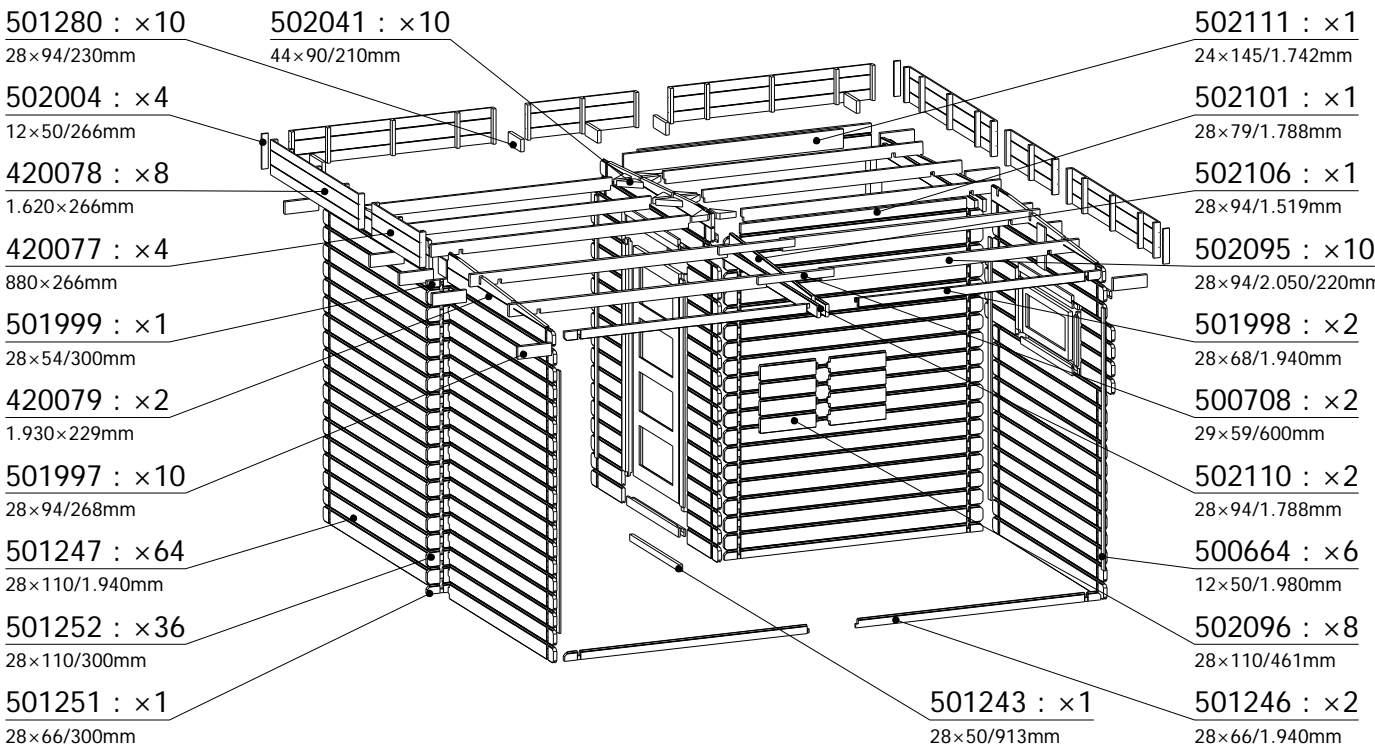 501280 : ×10
28×94/230mm
502004 : ×4
12×50/266mm
420078 : ×8
1.620×266mm
420077 : ×4
880×266mm
501999 : ×1
28×54/300mm
420079 : ×2
1.930×229mm
501997 : ×10
28×94/268mm
501247 : ×64
28×110/1.940mm
501252 : ×36
28×110/300mm
501251 : ×1
28×66/300mm
502041 : ×10
44×90/210mm
502111 : ×1
24×145/1.742mm
502101 : ×1
28×79/1.788mm
502106 : ×1
28×94/1.519mm
502095 : ×10
28×94/2.050/220mm
501998 : ×2
28×68/1.940mm
500708 : ×2
29×59/600mm
502110 : ×2
28×94/1.788mm
500664 : ×6
12×50/1.980mm
502096 : ×8
28×110/461mm
501243 : ×1
28×50/913mm
501246 : ×2
28×66/1.940mm